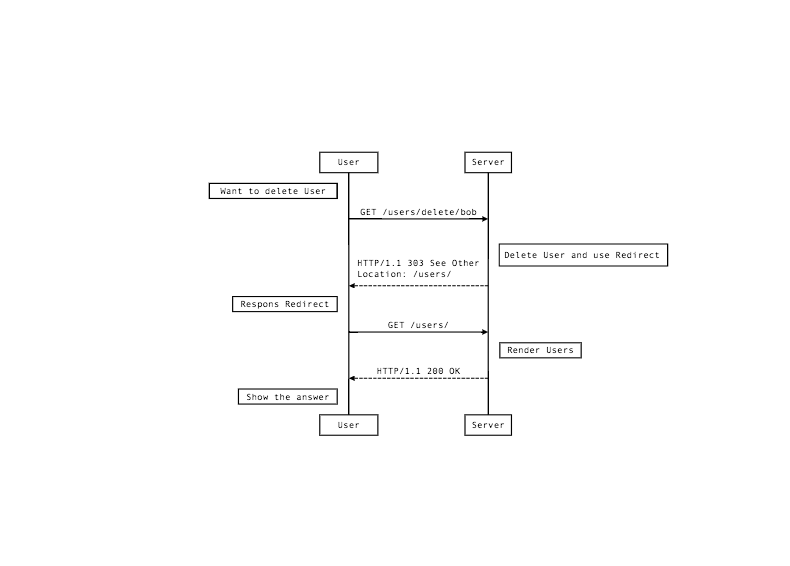 User
Server
Want to delete User
GET /users/delete/bob
Delete User and use Redirect
HTTP/1.1 303 See Other
Location: /users/
Respons Redirect
GET /users/
Render Users
HTTP/1.1 200 OK
Show the answer
User
Server